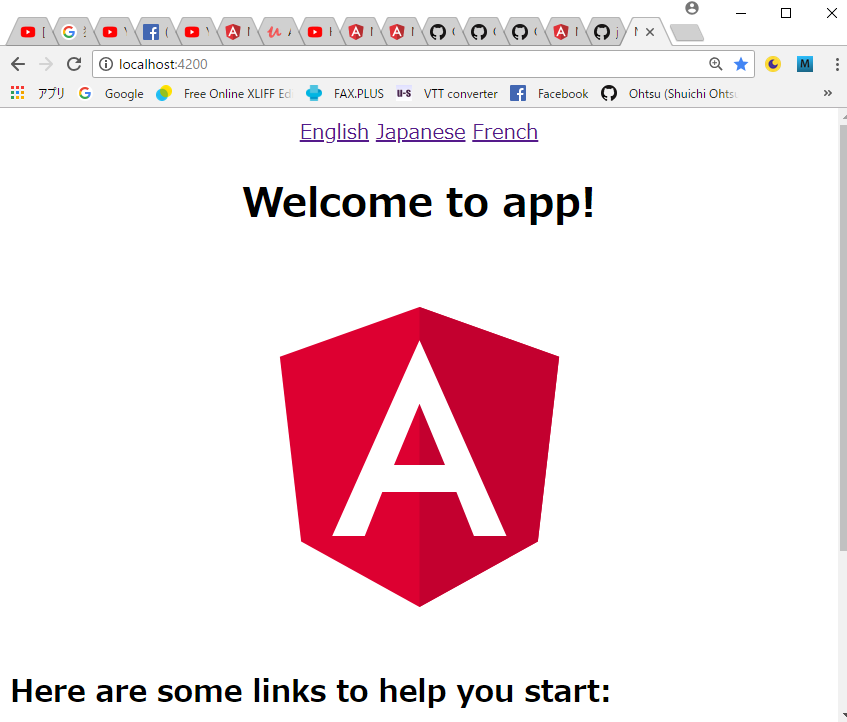 localhost:4200
アプリ Google Free Online XLIFF Ed FAX.PLUS U-S VTT converter Facebook Ohtsu (Shuichi Ohtsu »
English Japanese French
Welcome to app!
A
Here are some links to help you start: